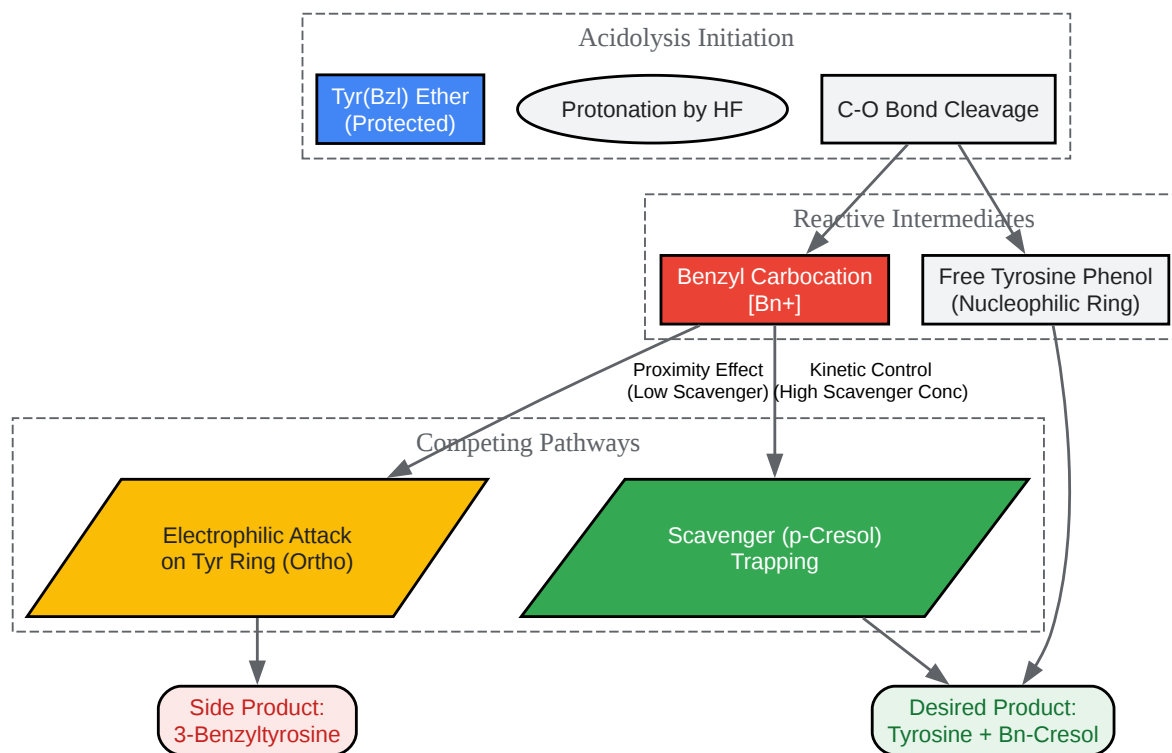 Acidolysis Initiation
Tyr(Bzl) Ether
(Protected)
Protonation by HF
C-O Bond Cleavage
Reactive Intermediates
Benzyl Carbocation
[Bn+]
Free Tyrosine Phenol
(Nucleophilic Ring)
Proximity Effect
(Low Scavenger)
Kinetic Control
(High Scavenger Conc)
Competing Pathways
Electrophilic Attack
on Tyr Ring (Ortho)
Scavenger (p-Cresol)
Trapping
Side Product:
3-Benzyltyrosine
Desired Product:
Tyrosine + Bn-Cresol